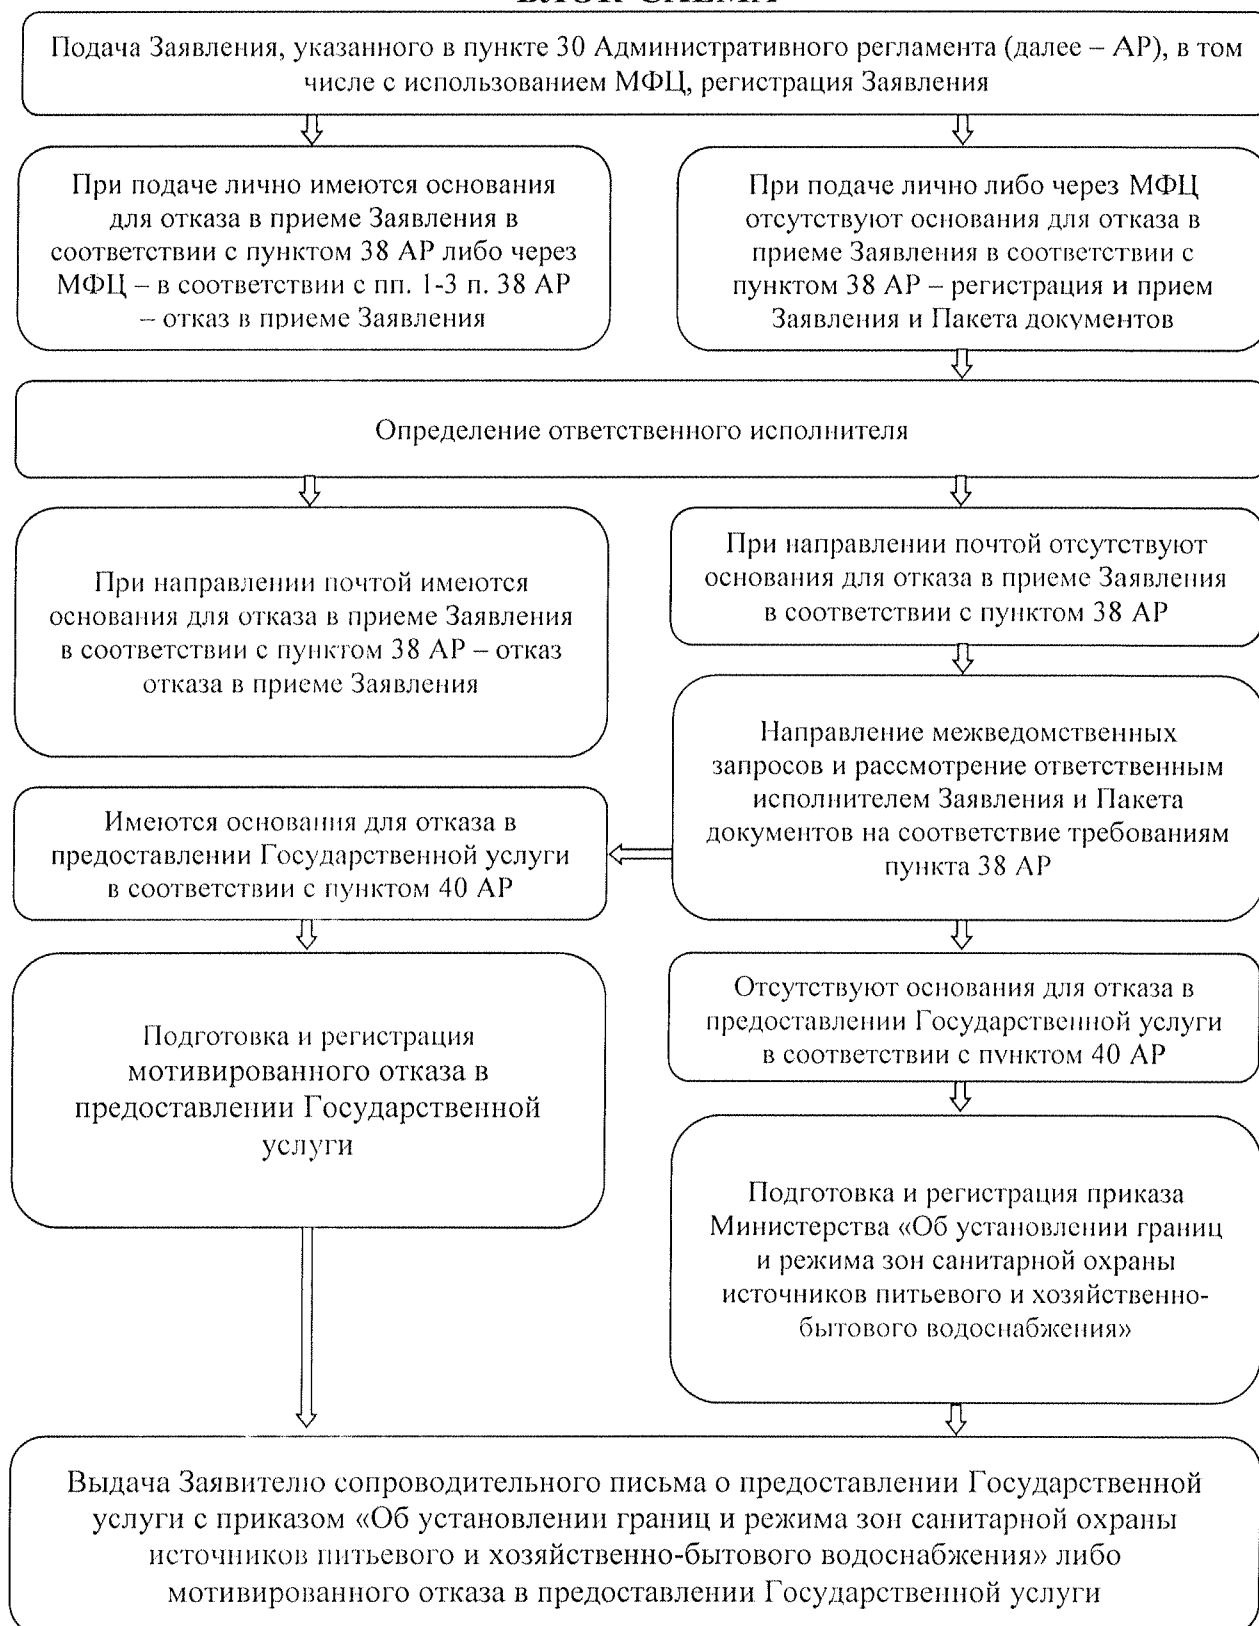 БЛОК-СХЕМА
Подача Заявления, указанного в пункте 30 Административного регламента (далее – АР), в том
числе с использованием МФЦ, регистрация Заявления
При подаче лично имеются основания
для отказа в приеме Заявления в
соответствии с пунктом 38 АР либо через
МФЦ – в соответствии с пп. 1-3 п. 38 АР
– отказ в приеме Заявления
При подаче лично либо через МФЦ
отсутствуют основания для отказа в
приеме Заявления в соответствии с
пунктом 38 АР – регистрация и прием
Заявления и Пакета документов
Определение ответственного исполнителя
При направлении почтой имеются
основания для отказа в приеме Заявления
в соответствии с пунктом 38 АР – отказ
отказа в приеме Заявления
При направлении почтой отсутствуют
основания для отказа в приеме Заявления
в соответствии с пунктом 38 АР
Направление межведомственных
запросов и рассмотрение ответственным
исполнителем Заявления и Пакета
документов на соответствие требованиям
пункта 38 АР
Имеются основания для отказа в
предоставлении Государственной услуги
в соответствии с пунктом 40 АР
Подготовка и регистрация
мотивированного отказа в
предоставлении Государственной
услуги
Отсутствуют основания для отказа в
предоставлении Государственной услуги
в соответствии с пунктом 40 АР
Подготовка и регистрация приказа
Министерства «Об установлении границ
и режима зон санитарной охраны
источников питьевого и хозяйственно-
бытового водоснабжения»
Выдача Заявителю сопроводительного письма о предоставлении Государственной
услуги с приказом «Об установлении границ и режима зон санитарной охраны
источников питьевого и хозяйственно-бытового водоснабжения» либо
мотивированного отказа в предоставлении Государственной услуги